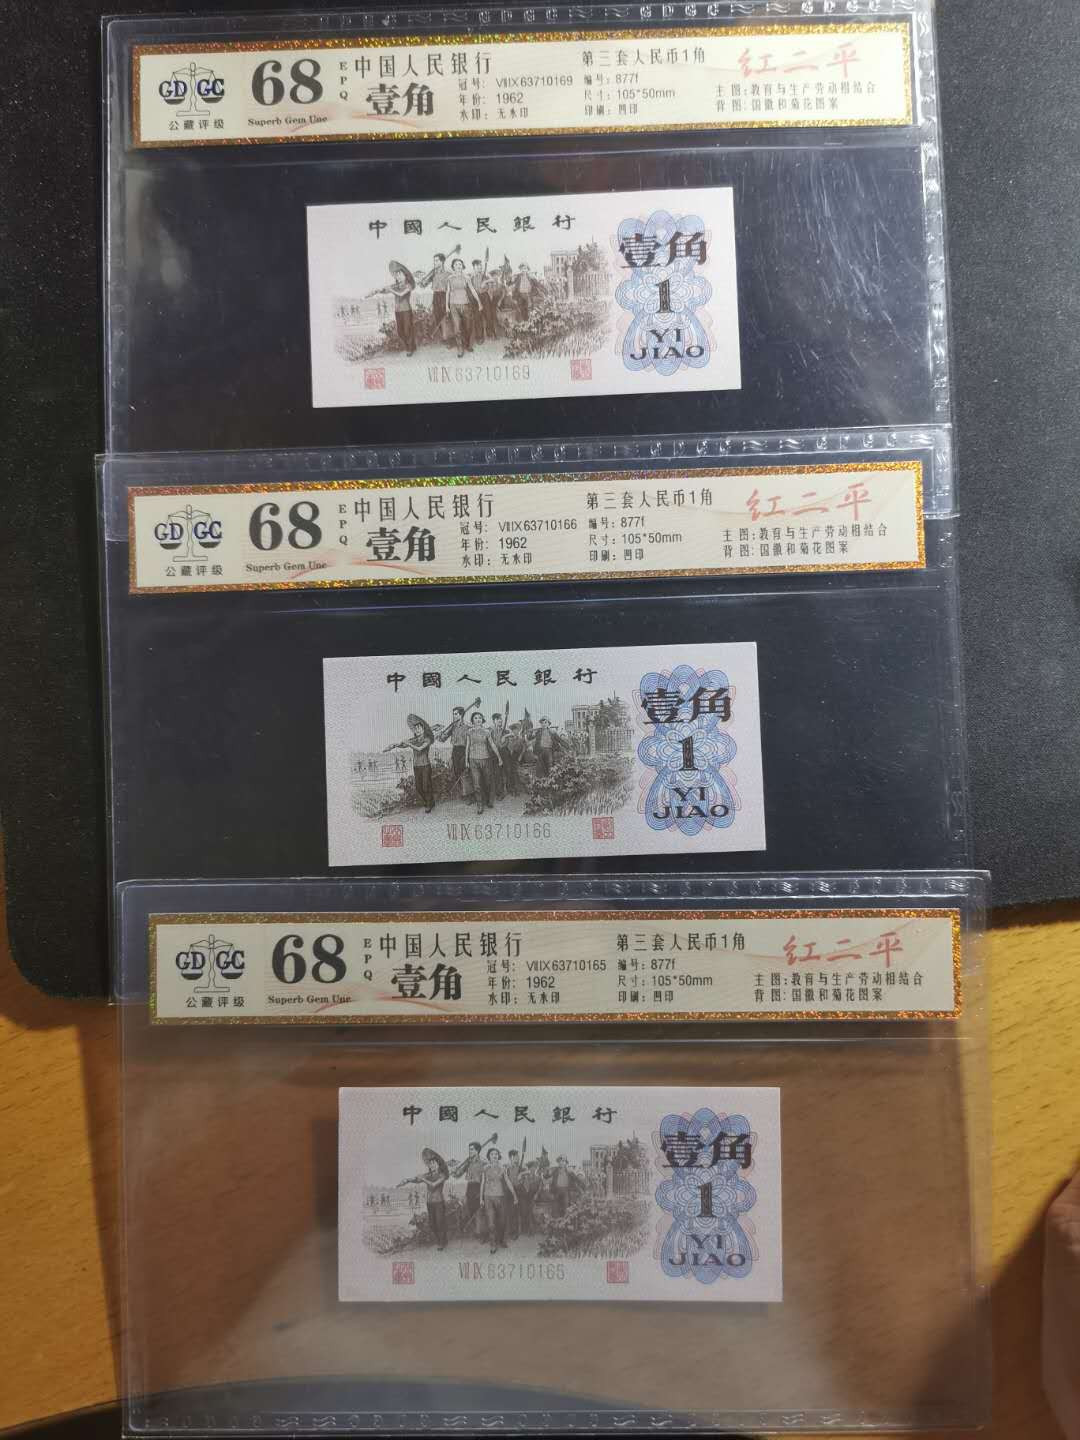 GD GC
公藏评级
68
EPQ
Superb Gem Unc
中国人民银行
壹角
冠号: VIIIX63710169
年份: 1962
水印: 无水印
第三套人民币1角
编号: 877f
尺寸: 105*50mm
印刷: 凹印
红二平
主图:教育与生产劳动相结合
背图:国徽和菊花图案
中國人民銀行
壹角
1
YI
JIAO
VIII IX 63710169
GD GC
公藏评级
68
EPQ
Superb Gem Unc
中国人民银行
壹角
冠号: VIIIX63710166
年份: 1962
水印: 无水印
第三套人民币1角
编号: 877f
尺寸: 105*50mm
印刷: 凹印
红二平
主图:教育与生产劳动相结合
背图:国徽和菊花图案
中國人民銀行
壹角
1
YI
JIAO
VIII IX 63710166
GD GC
公藏评级
68
EPQ
Superb Gem Unc
中国人民银行
壹角
冠号: VIIIX63710165
年份: 1962
水印: 无水印
第三套人民币1角
编号: 877f
尺寸: 105*50mm
印刷: 凹印
红二平
主图:教育与生产劳动相结合
背图:国徽和菊花图案
中國人民銀行
壹角
1
YI
JIAO
VIII IX 63710165